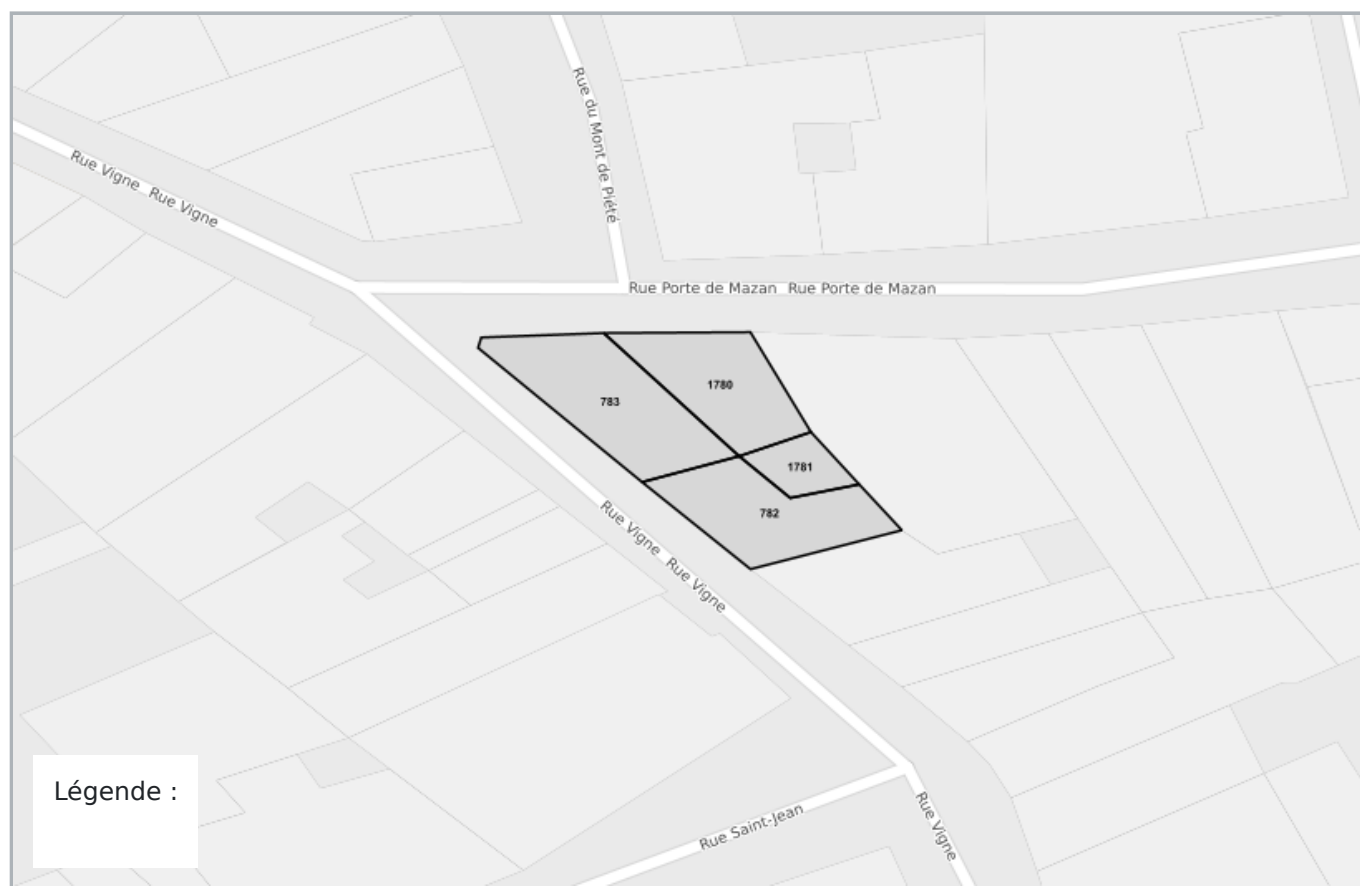 Rue du Mont de Piété
Rue Vigne Rue Vigne
Rue Porte de Mazan Rue Porte de Mazan
783
1780
1781
782
Rue Vigne Rue Vigne
Légende :
Rue Saint-Jean
Rue Vigne